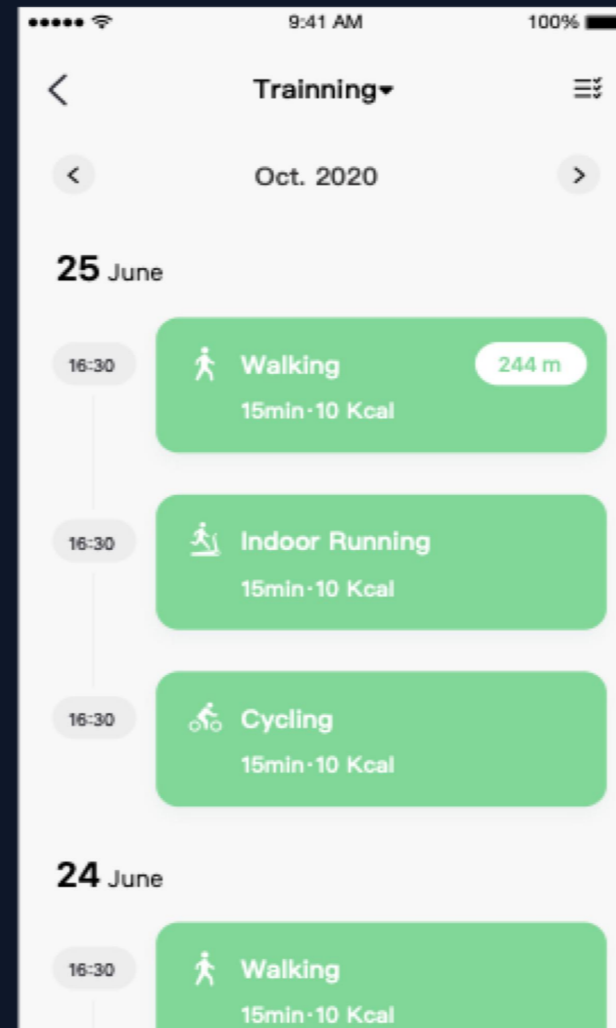 9:41 AM 100%
Trainning
Oct. 2020
25 June
16:30 Walking 244 m
15min·10 Kcal
16:30 Indoor Running
15min·10 Kcal
16:30 Cycling
15min·10 Kcal
24 June
16:30 Walking
15min·10 Kcal